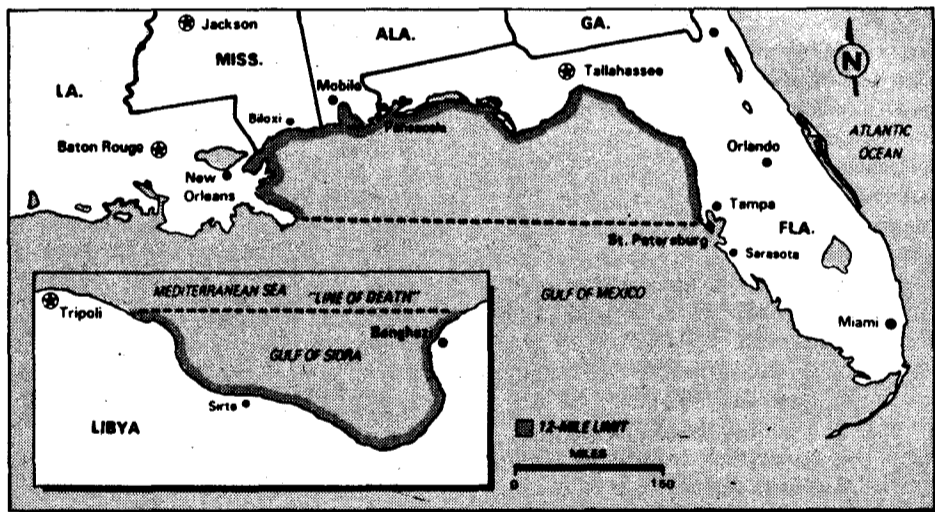 Jackson
MISS.
ALA.
GA.
N
LA.
Mobile
Tallahassee
Biloxi
Pensacola
Baton Rouge
ATLANTIC
OCEAN
Orlando
New
Orleans
Tampa
FLA.
St. Petersburg
Sarasota
GULF OF MEXICO
Miami
MEDITERRANEAN SEA
"LINE OF DEATH"
Tripoli
Benghazi
GULF OF SIDRA
Sirte
LIBYA
12-MILE LIMIT
MILES
0 150